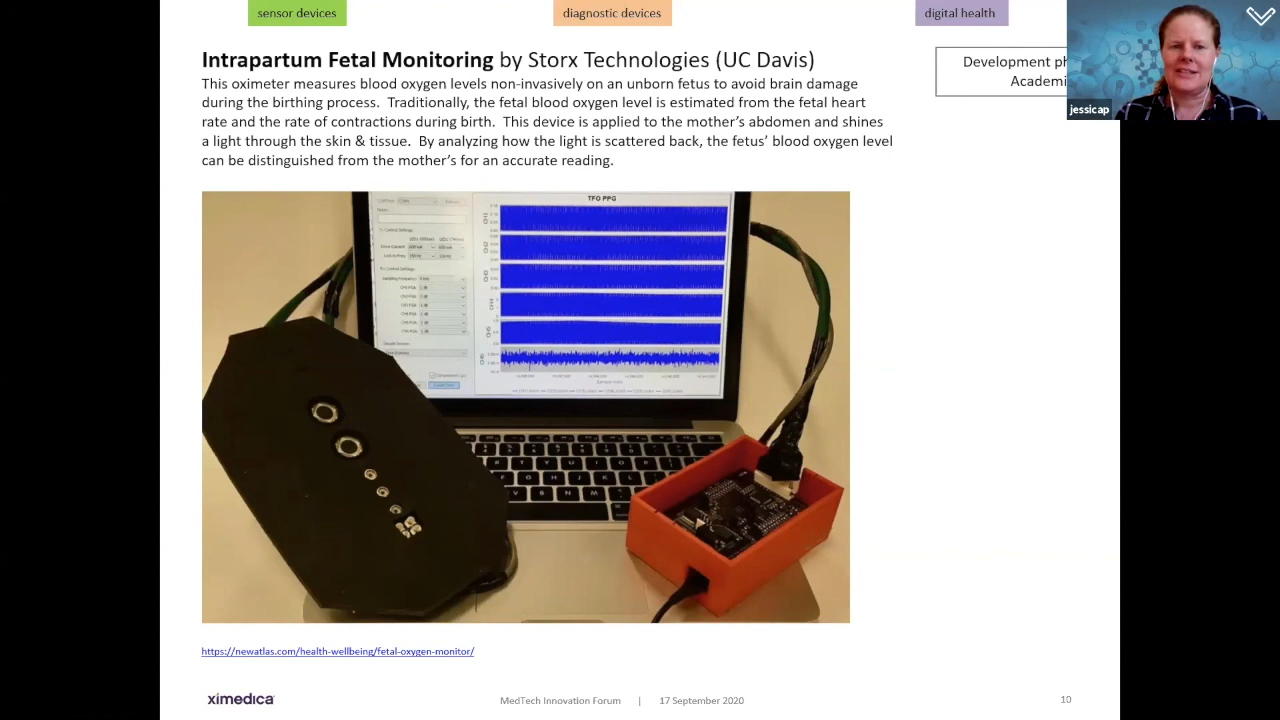 sensor devices
diagnostic devices
digital health
Intrapartum Fetal Monitoring by Storx Technologies (UC Davis)
This oximeter measures blood oxygen levels non-invasively on an unborn fetus to avoid brain damage
during the birthing process. Traditionally, the fetal blood oxygen level is estimated from the fetal heart
rate and the rate of contractions during birth. This device is applied to the mother's abdomen and shines
a light through the skin & tissue. By analyzing how the light is scattered back, the fetus' blood oxygen level
can be distinguished from the mother's for an accurate reading.
Development ph
Academi
jessicap
TFO PPG
CH1
CH2
CH3
CH4
CH5
CH6
https://newatlas.com/health-wellbeing/fetal-oxygen-monitor/
ximedica
MedTech Innovation Forum | 17 September 2020
10